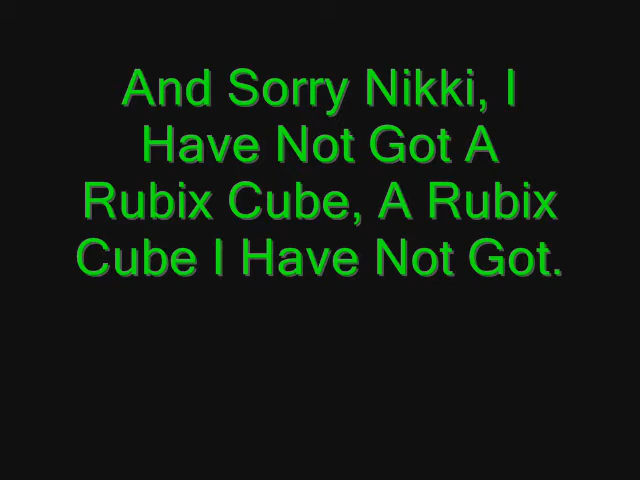 And Sorry Nikki, I
Have Not Got A
Rubix Cube, A Rubix
Cube I Have Not Got.